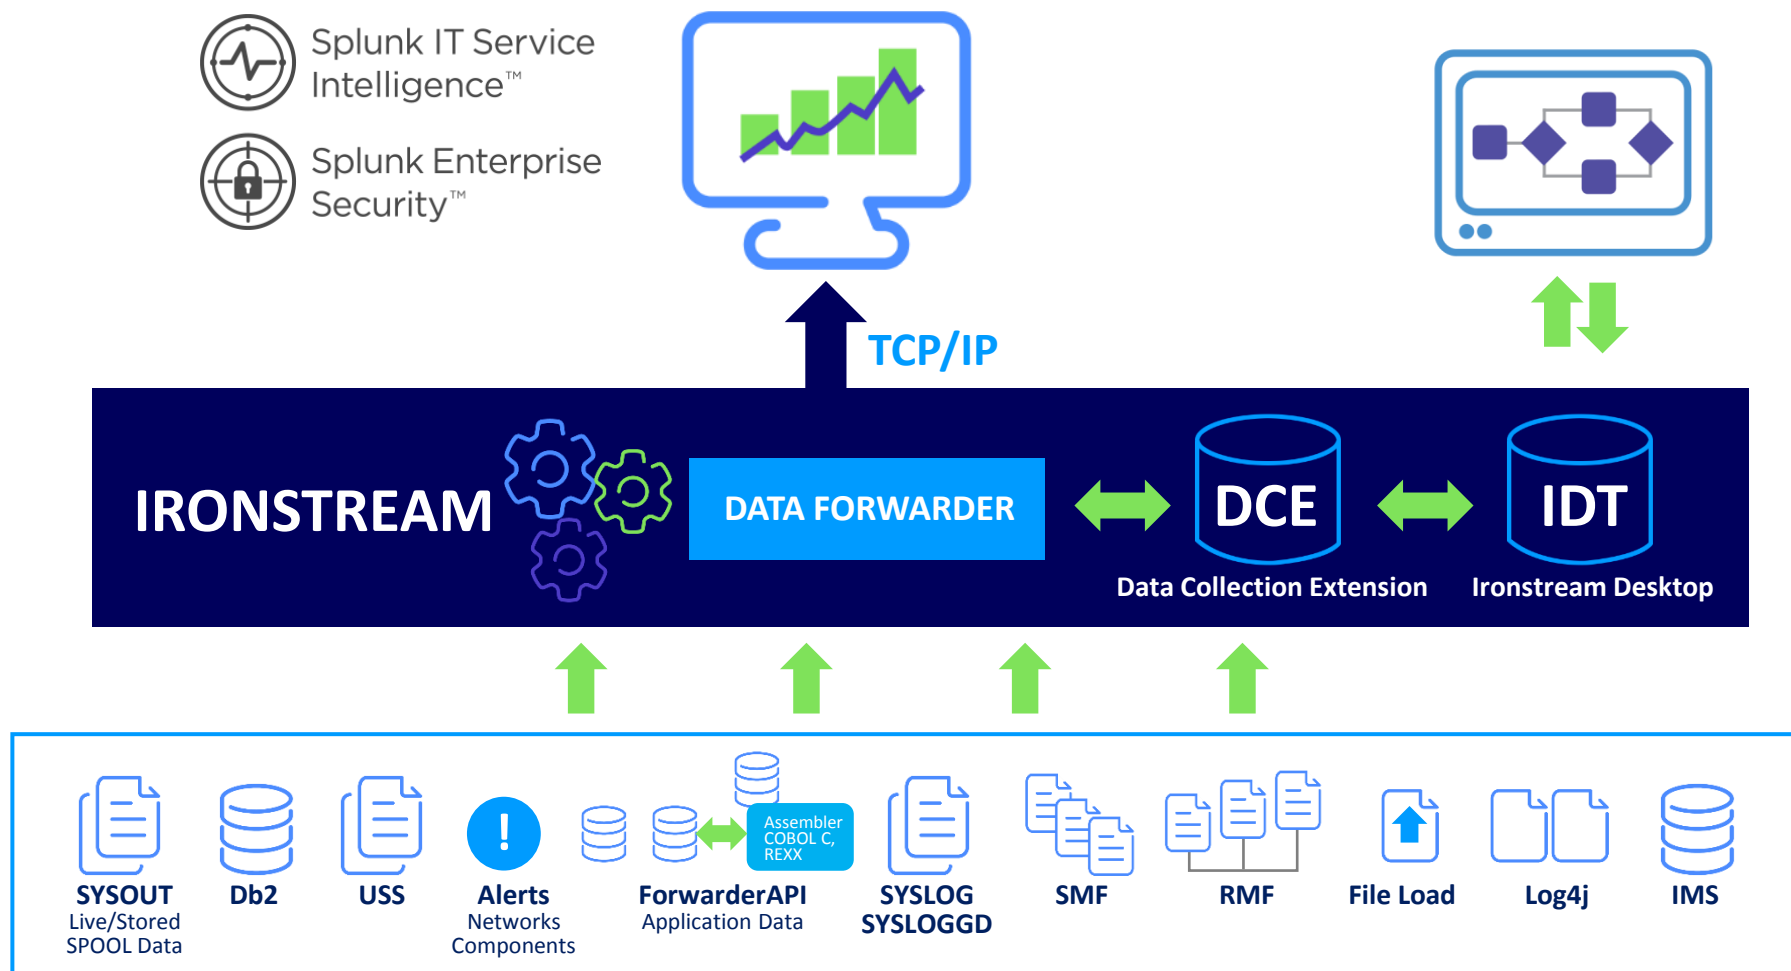 Splunk IT Service
Intelligence™
Splunk Enterprise
Security™
TCP/IP
IRONSTREAM
DATA FORWARDER
DCE
Data Collection Extension
IDT
Ironstream Desktop
SYSOUT
Live/Stored
SPOOL Data
Db2
USS
!
Alerts
Networks
Components
Assembler
COBOL C,
REXX
ForwarderAPI
Application Data
SYSLOG
SYSLOGGD
SMF
RMF
File Load
Log4j
IMS